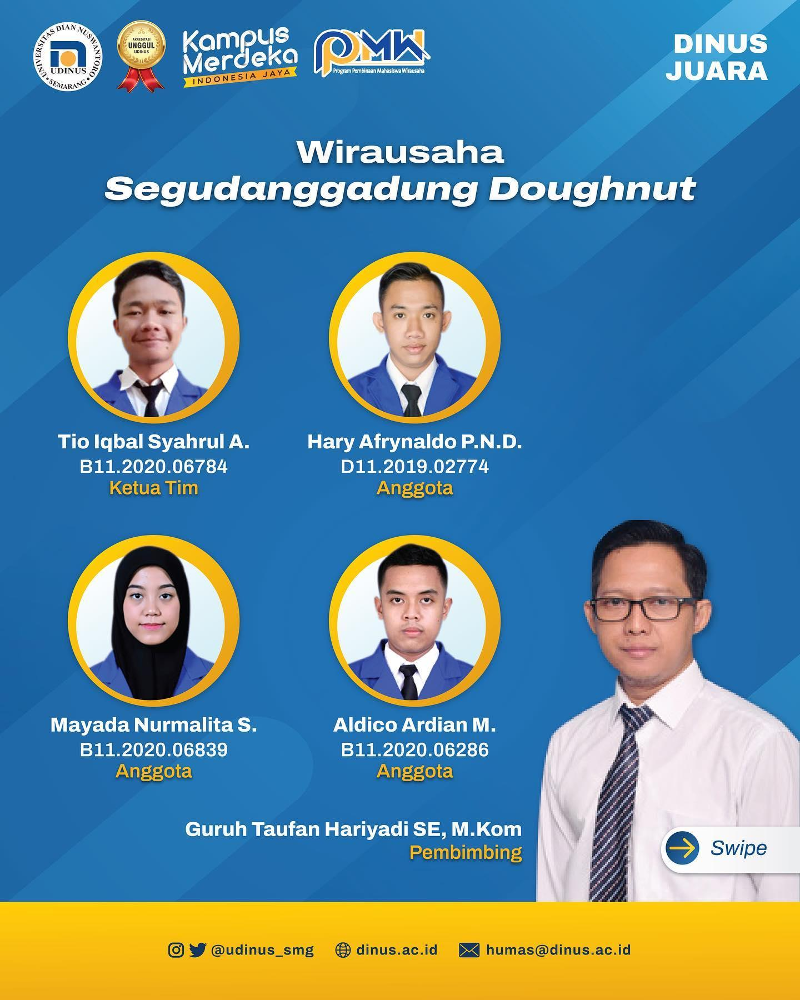 UNIVERSITAS DIAN NUSWANTORO
UDINUS
SEMARANG
AKREDITASI
UNGGUL
UDINUS
Kampus
Merdeka
INDONESIA JAYA
PMW
Program Pembinaan Mahasiswa Wirausaha
DINUS
JUARA
Wirausaha
Segudanggadung Doughnut
Tio Iqbal Syahrul A.
B11.2020.06784
Ketua Tim
Hary Afrynaldo P.N.D.
D11.2019.02774
Anggota
Mayada Nurmalita S.
B11.2020.06839
Anggota
Aldico Ardian M.
B11.2020.06286
Anggota
Guruh Taufan Hariyadi SE, M.Kom
Pembimbing
Swipe
@udinus_smg
dinus.ac.id
humas@dinus.ac.id